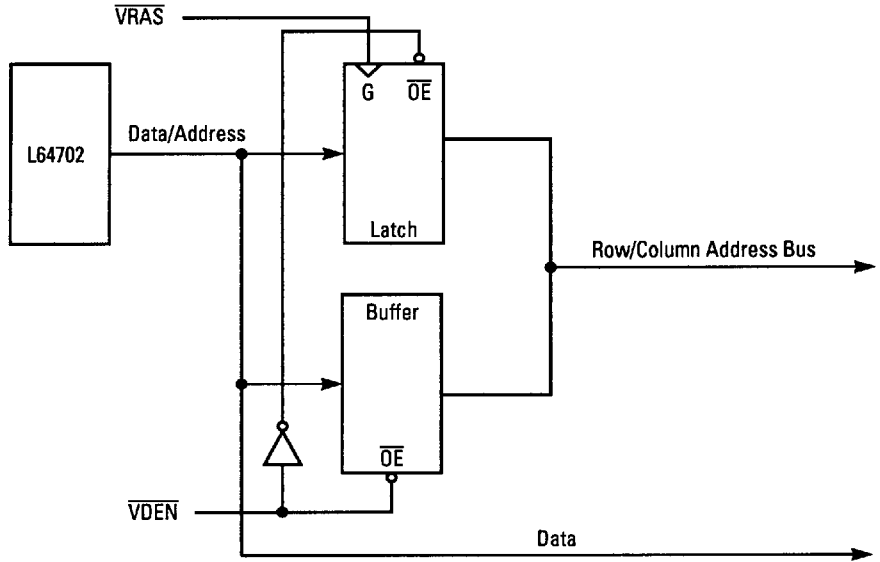 VRAS
G OE
L64702
Data/Address
Latch
Row/Column Address Bus
Buffer
OE
VDEN
Data